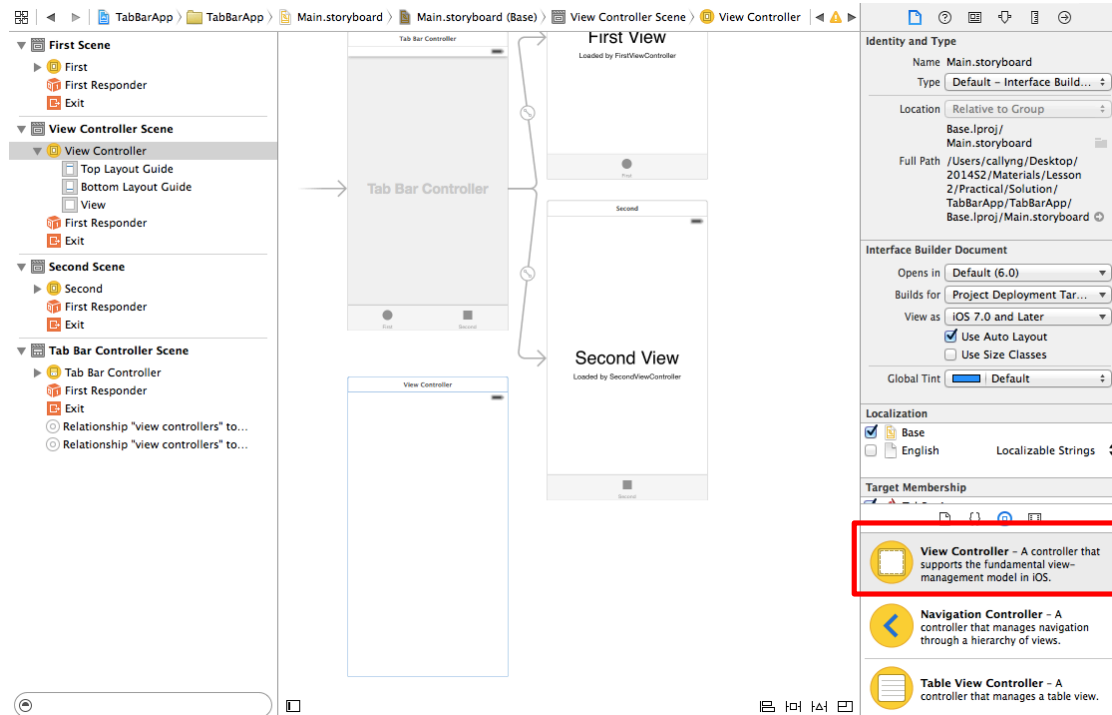 TabBarApp
TabBarApp
Main.storyboard
Main.storyboard (Base)
View Controller Scene
View Controller
First Scene
First
First Responder
Exit
View Controller Scene
View Controller
Top Layout Guide
Bottom Layout Guide
View
First Responder
Exit
Second Scene
Second
First Responder
Exit
Tab Bar Controller Scene
Tab Bar Controller
First Responder
Exit
Relationship "view controllers" to...
Relationship "view controllers" to...
Tab Bar Controller
Tab Bar Controller
First
Second
First View
Loaded by FirstViewController
First
Second
Second View
Loaded by SecondViewController
Second
View Controller
Identity and Type
Name Main.storyboard
Type Default – Interface Build...
Location Relative to Group
Base.lproj/
Main.storyboard
Full Path /Users/callyng/Desktop/
2014S2/Materials/Lesson
2/Practical/Solution/
TabBarApp/TabBarApp/
Base.lproj/Main.storyboard
Interface Builder Document
Opens in Default (6.0)
Builds for Project Deployment Tar...
View as iOS 7.0 and Later
Use Auto Layout
Use Size Classes
Global Tint Default
Localization
Base
English Localizable Strings
Target Membership
{}
View Controller – A controller that
supports the fundamental view-
management model in iOS.
Navigation Controller – A
controller that manages navigation
through a hierarchy of views.
Table View Controller – A
controller that manages a table view.